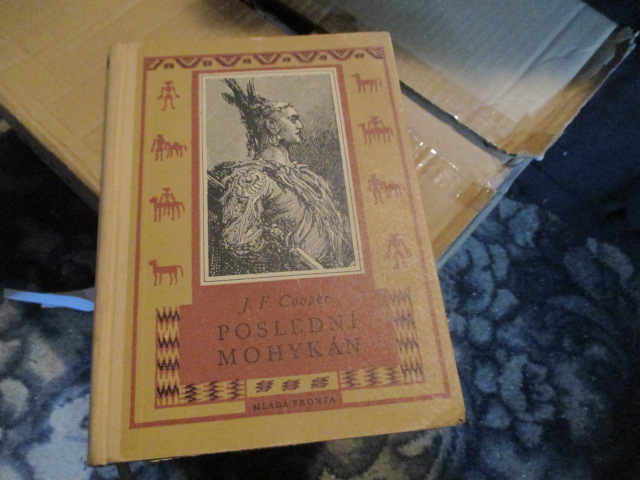 J. F. Cooper
POSLEDNÍ
MOHYKÁN
MLADÁ FRONTA